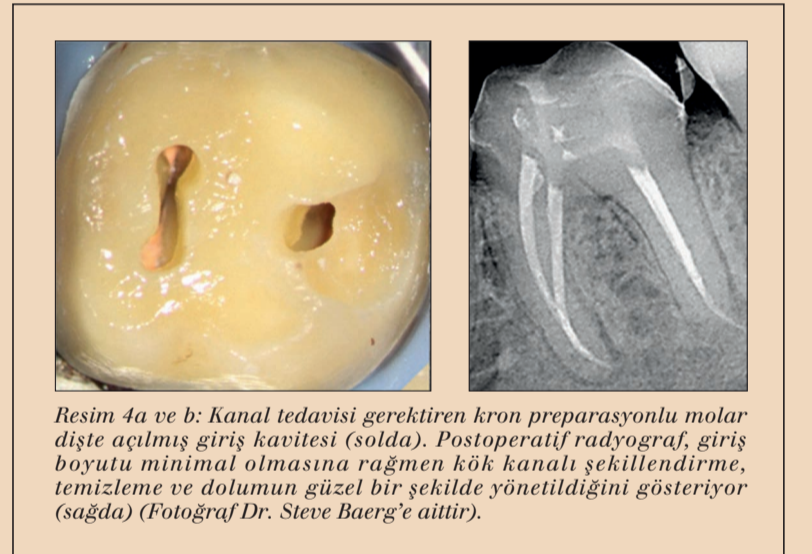 Resim 4a ve b: Kanal tedavisi gerektiren kron preparasyonlu molar
dişte açılmış giriş kavitesi (solda). Postoperatif radyograf, giriş
boyutu minimal olmasına rağmen kök kanalı şekillendirme,
temizleme ve dolumun güzel bir şekilde yönetildiğini gösteriyor
(sağda) (Fotoğraf Dr. Steve Baerg'e aittir).